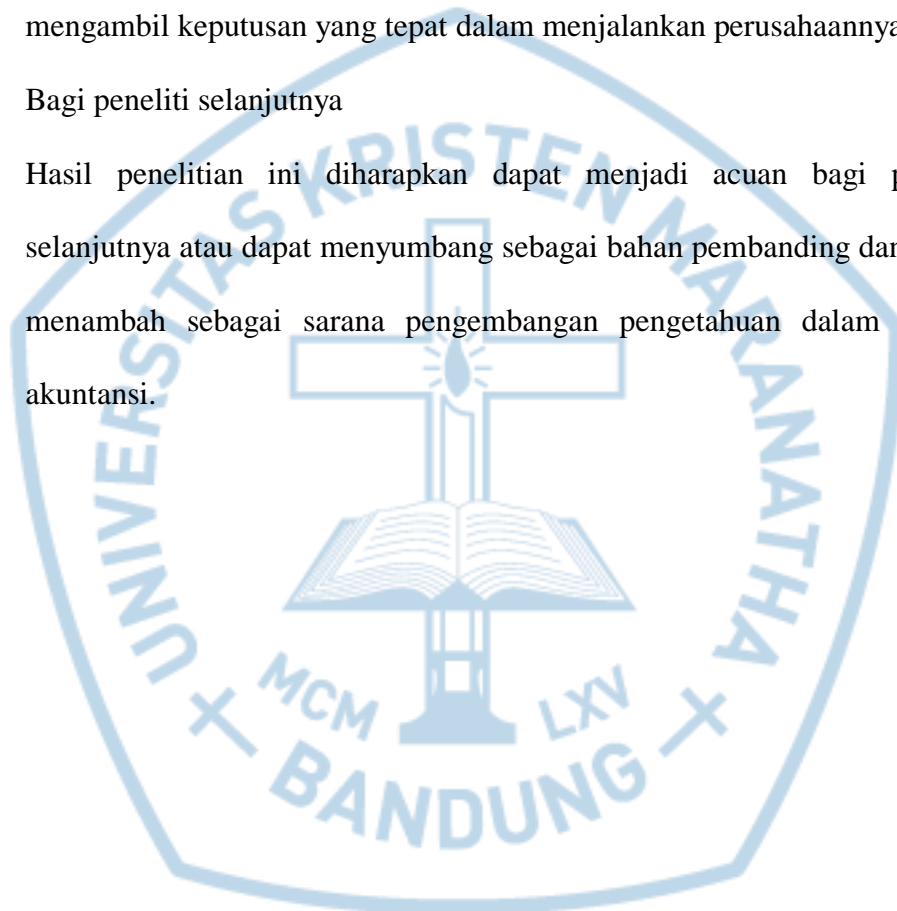 mengambil keputusan yang tepat dalam menjalankan perusahaannya
Bagi peneliti selanjutnya
Hasil penelitian ini diharapkan dapat menjadi acuan bagi p
selanjutnya atau dapat menyumbang sebagai bahan pembanding dan
menambah sebagai sarana pengembangan pengetahuan dalam
akuntansi.
UNIVERSITAS KRISTEN MARANATHA
MCM LXV
BANDUNG